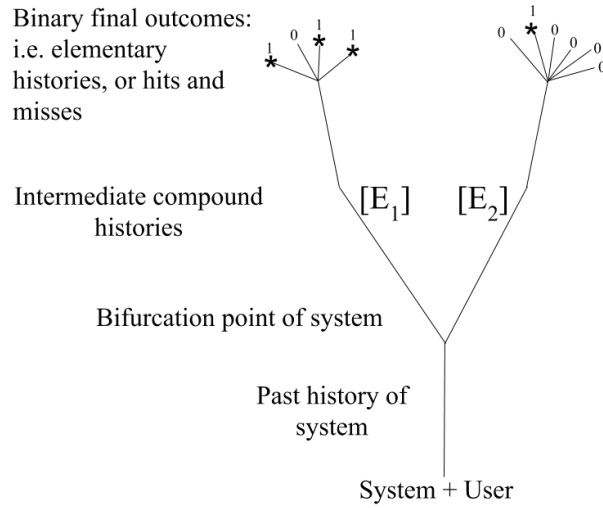 Binary final outcomes:
i.e. elementary
histories, or hits and
misses
1 0 1 1
* * *
0 1 0 0 0 0
*
Intermediate compound
histories
[E₁] [E₂]
Bifurcation point of system
Past history of
system
System + User